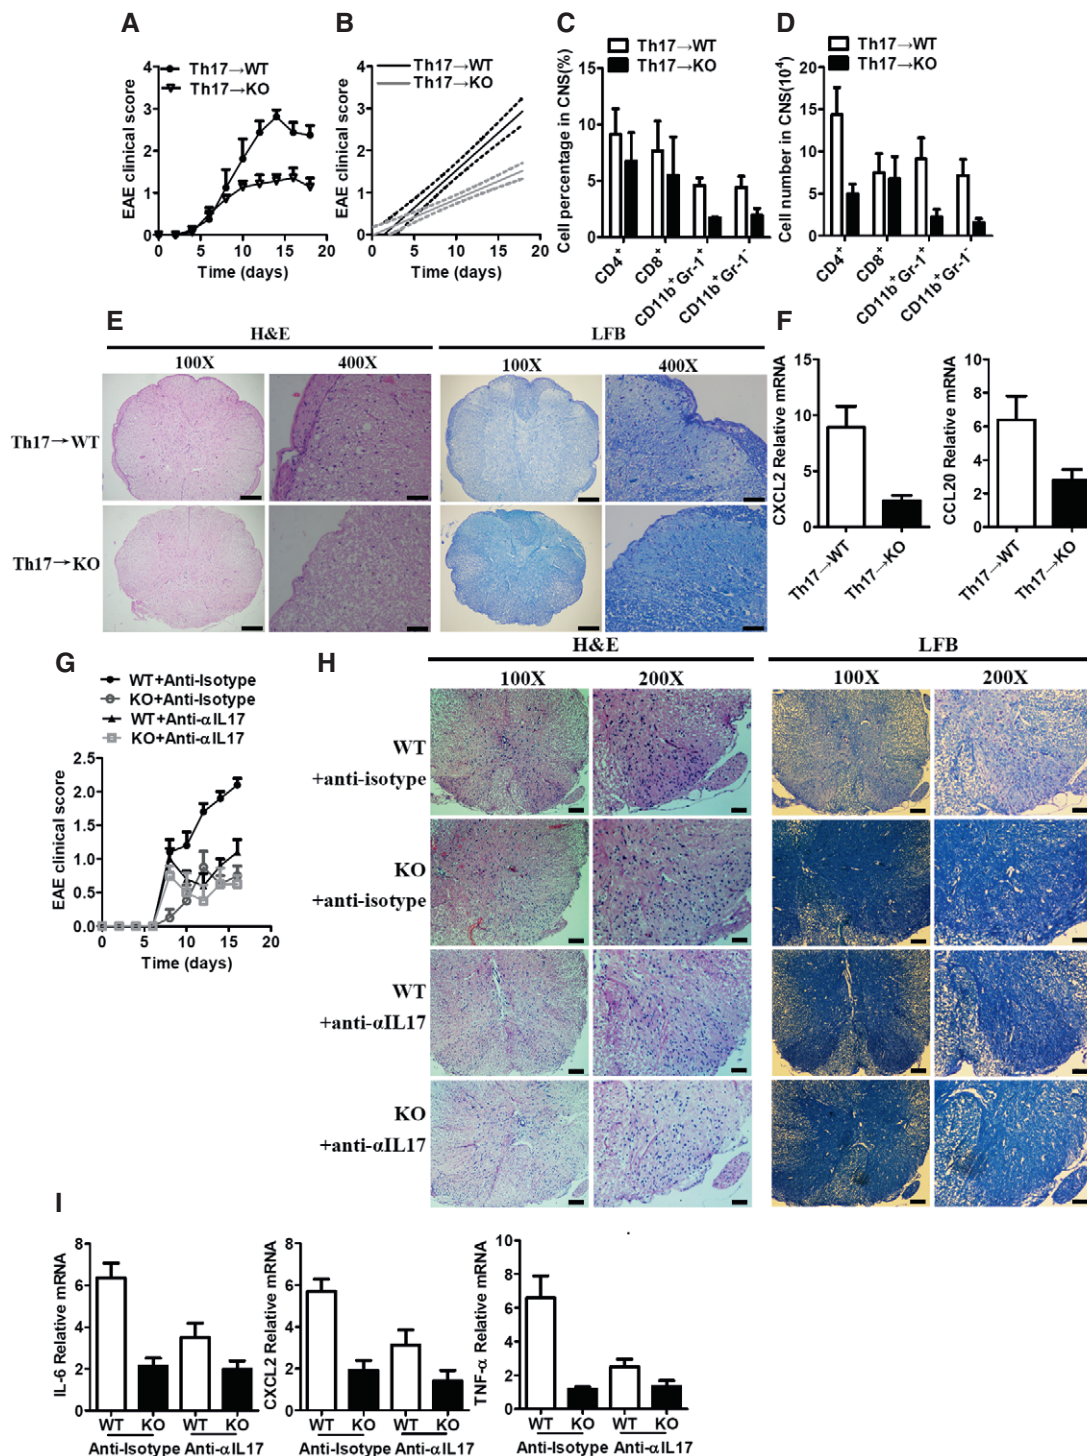 A
Th17→WT
Th17→KO
EAE clinical score
4
3
2
1
0
0 5 10 15 20
Time (days)
B
Th17→WT
Th17→KO
EAE clinical score
4
3
2
1
0
0 5 10 15 20
Time (days)
C
Th17→WT
Th17→KO
Cell percentage in CNS(%)
15
10
5
0
CD4+
CD8+
CD11b+Gr-1+
CD11b+Gr-1-
D
Th17→WT
Th17→KO
Cell number in CNS(10⁴)
20
15
10
5
0
CD4+
CD8+
CD11b+Gr-1+
CD11b+Gr-1-
E
H&E LFB
100X 400X 100X 400X
Th17→WT
Th17→KO
F
CXCL2 Relative mRNA
15
10
5
0
Th17→WT
Th17→KO
CCL20 Relative mRNA
10
8
6
4
2
0
Th17→WT
Th17→KO
G
WT+Anti-Isotype
KO+Anti-Isotype
WT+Anti-αIL17
KO+Anti-αIL17
EAE clinical score
2.5
2.0
1.5
1.0
0.5
0.0
0 5 10 15 20
Time (days)
H
H&E LFB
100X 200X 100X 200X
WT
+anti-isotype
KO
+anti-isotype
WT
+anti-αIL17
KO
+anti-αIL17
I
IL-6 Relative mRNA
8
6
4
2
0
WT KO WT KO
Anti-Isotype Anti-αIL17
CXCL2 Relative mRNA
8
6
4
2
0
WT KO WT KO
Anti-Isotype Anti-αIL17
TNF-α Relative mRNA
10
8
6
4
2
0
WT KO WT KO
Anti-Isotype Anti-αIL17